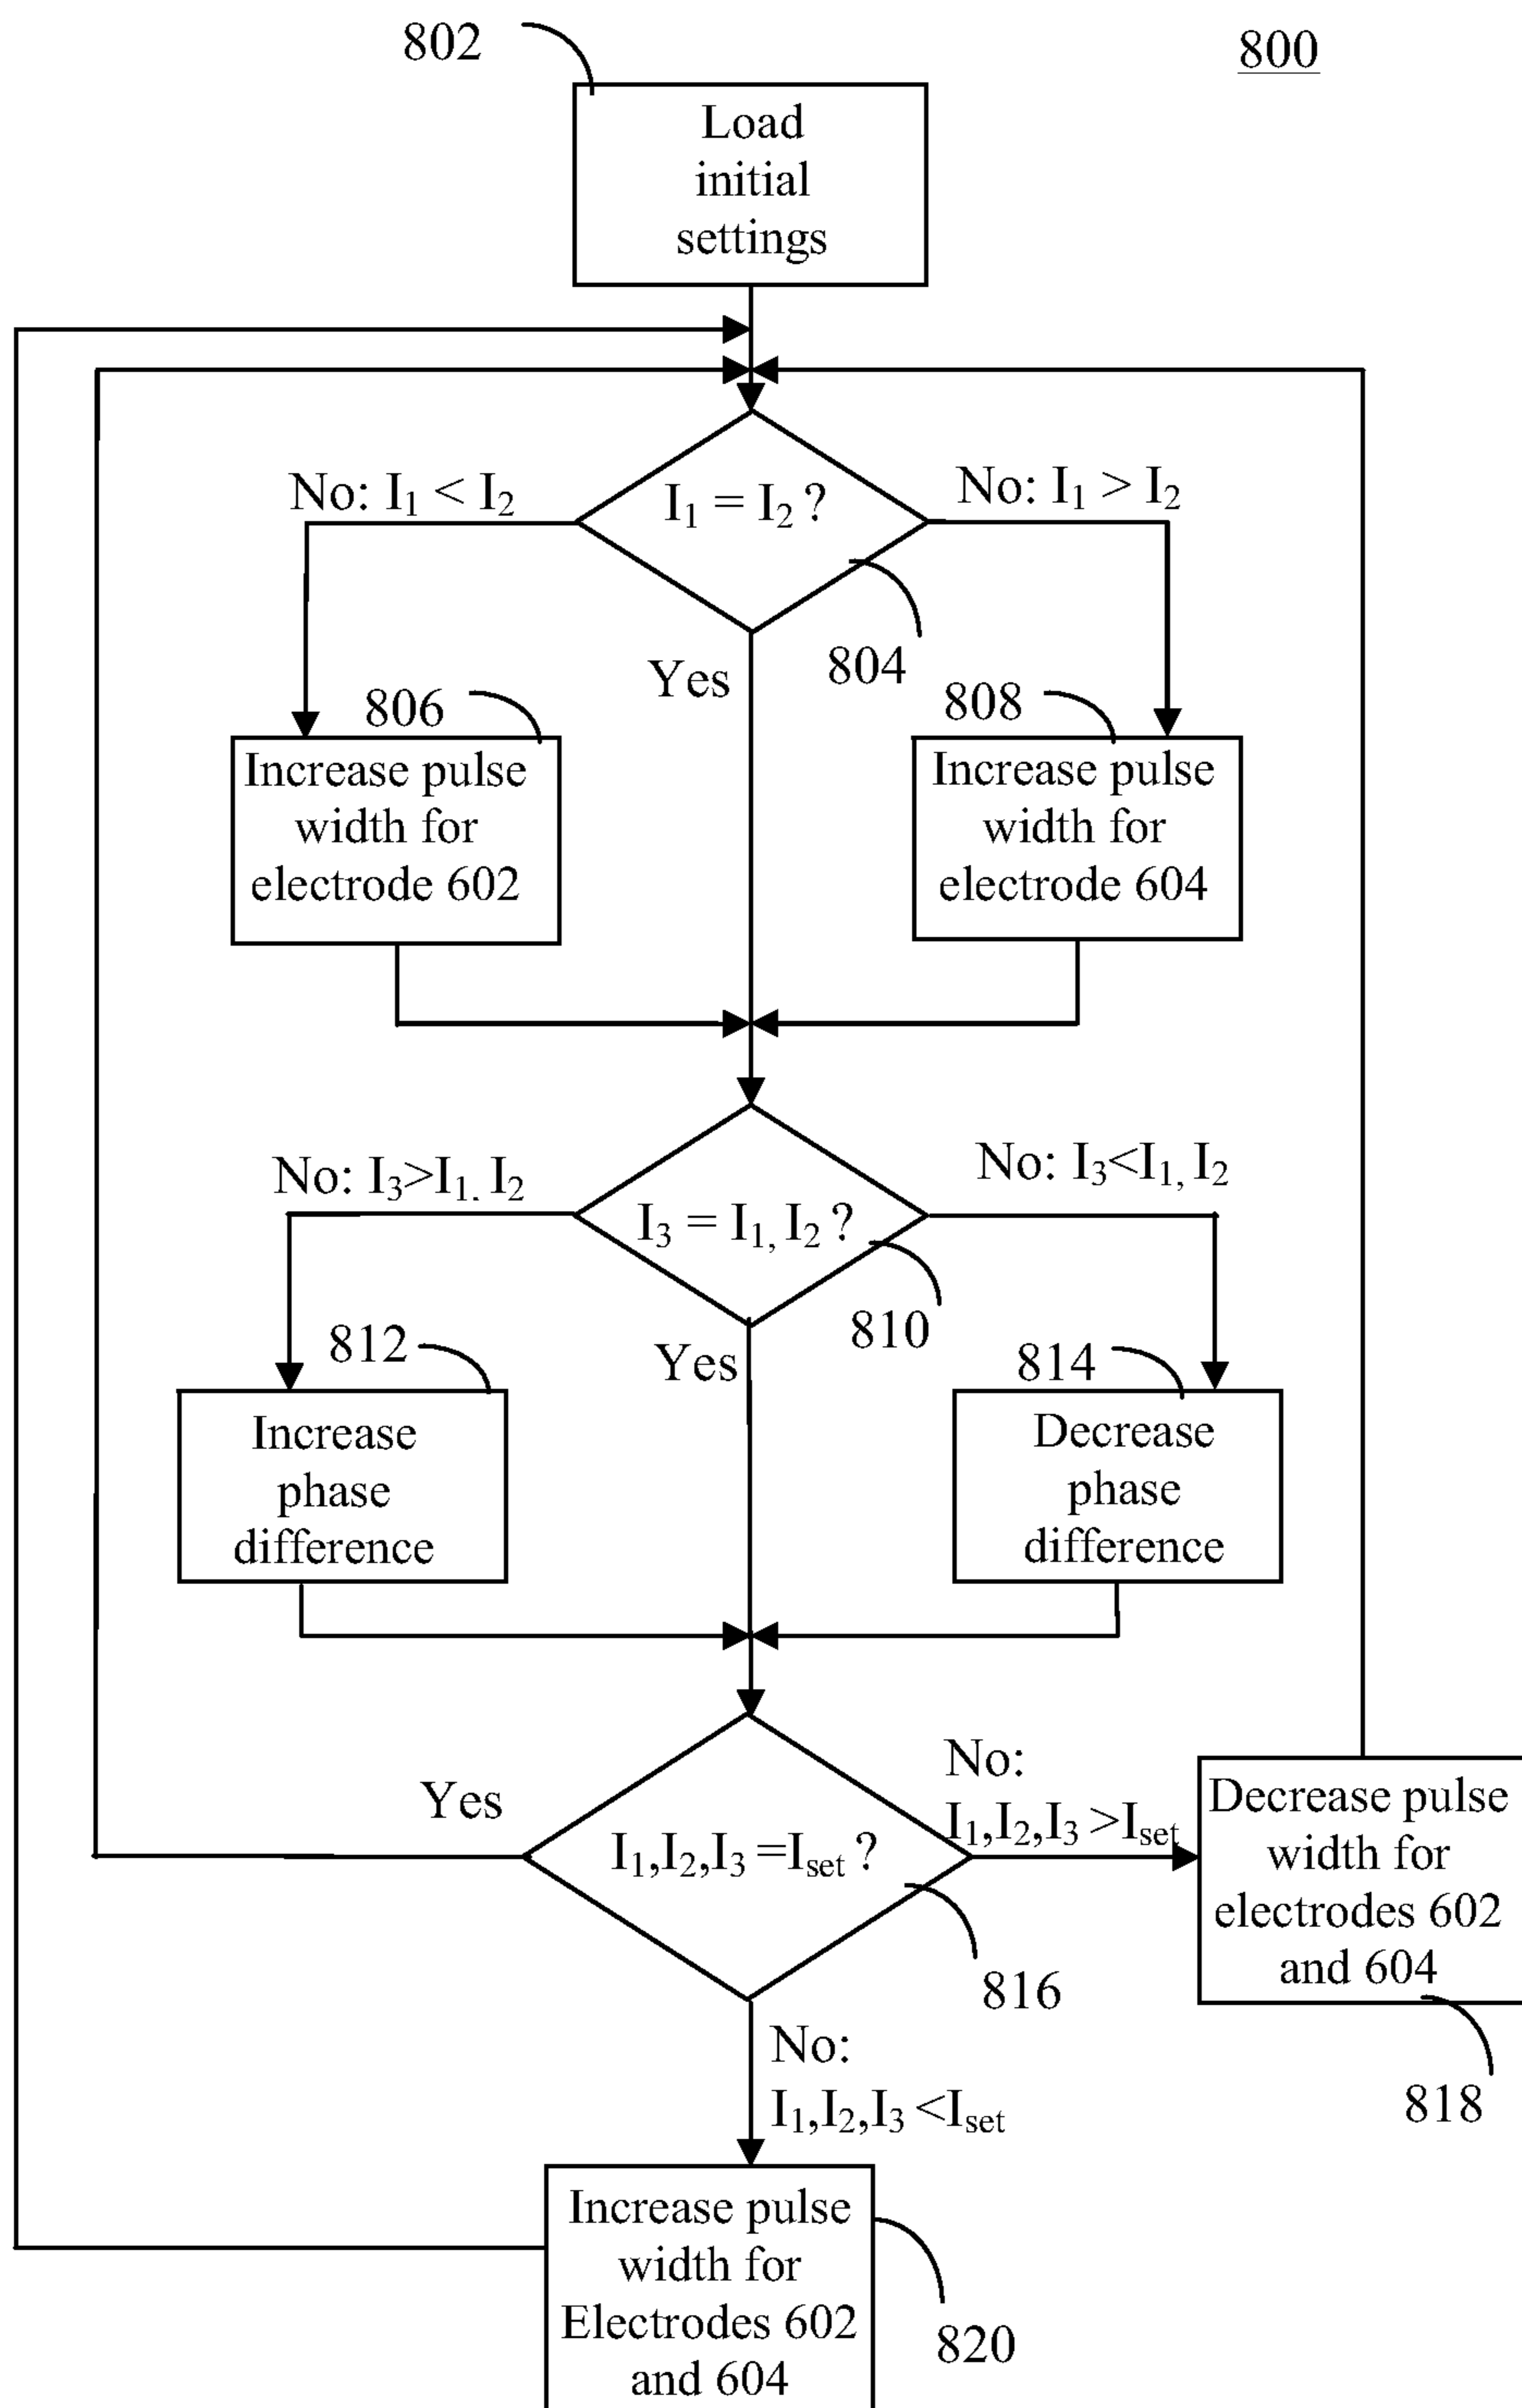 802
800
Load
initial
settings
No: I₁ < I₂
I₁ = I₂ ?
No: I₁ > I₂
804
Yes
806
808
Increase pulse
width for
electrode 602
Increase pulse
width for
electrode 604
No: I₃>I₁, I₂
I₃ = I₁, I₂ ?
No: I₃<I₁, I₂
810
Yes
812
814
Increase
phase
difference
Decrease
phase
difference
Yes
I₁,I₂,I₃ =Iset ?
No:
I₁,I₂,I₃ >Iset
816
Decrease pulse
width for
electrodes 602
and 604
818
No:
I₁,I₂,I₃ <Iset
Increase pulse
width for
Electrodes 602
and 604
820